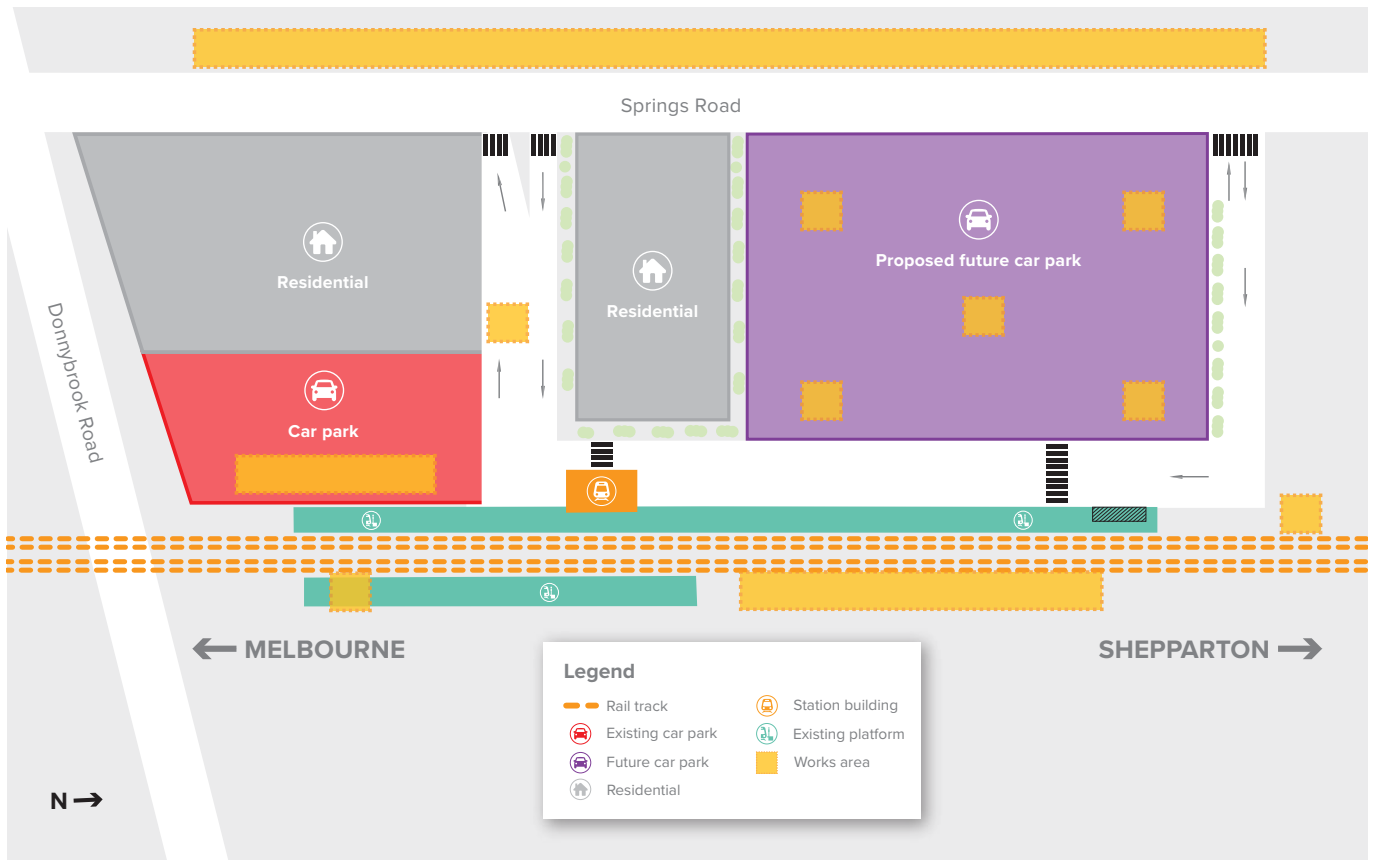 Springs Road
Residential
Residential
Proposed future car park
Donnybrook Road
Car park
MELBOURNE
SHEPPARTON
Legend
Rail track
Existing car park
Future car park
Residential
Station building
Existing platform
Works area
N